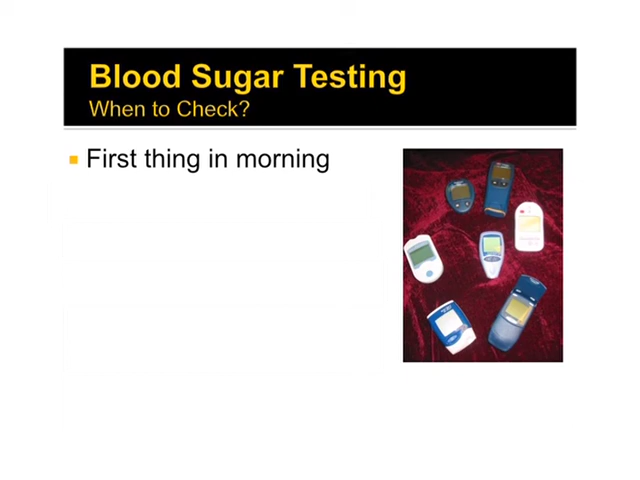 Blood Sugar Testing
When to Check?
First thing in morning